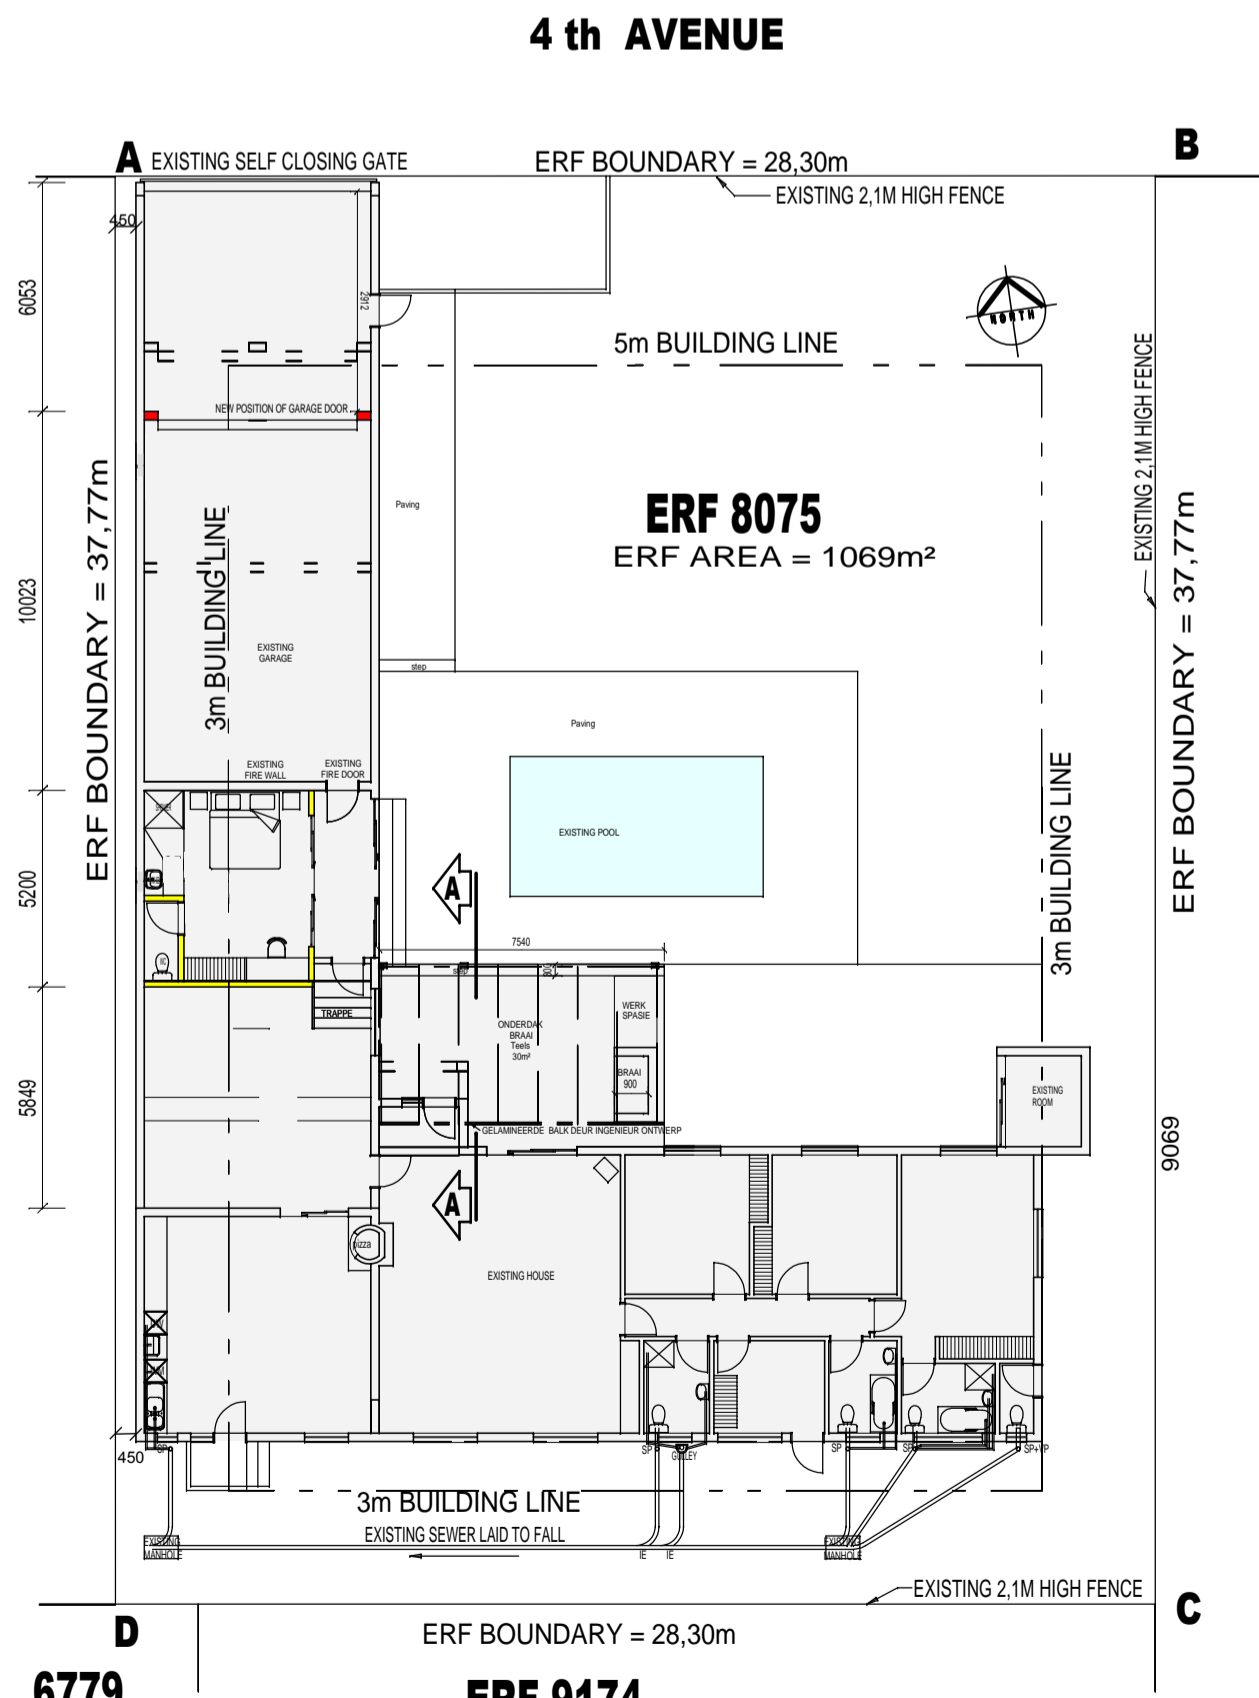 4 th AVENUE
A
EXISTING SELF CLOSING GATE
ERF BOUNDARY = 28,30m
B
EXISTING 2,1M HIGH FENCE
450
6053
2912
NORTH
5m BUILDING LINE
NEW POSITION OF GARAGE DOOR
EXISTING 2,1M HIGH FENCE
ERF BOUNDARY = 37,77m
3m BUILDING LINE
Paving
ERF 8075
ERF AREA = 1069m²
ERF BOUNDARY = 37,77m
10023
EXISTING
GARAGE
step
Paving
EXISTING
FIRE WALL
EXISTING
FIRE DOOR
3m BUILDING LINE
EXISTING POOL
5200
A
7540
step
WC
TRAPPE
ONDERDAK
BRAAI
Teels
30m²
WERK
SPASIE
BRAAI
900
EXISTING
ROOM
5849
GELAMINEERDE BALK DEUR INGENIEUR ONTWERP
9069
A
pizza
EXISTING HOUSE
450
SP
SP
GULLEY
SP
SP
SP+VP
3m BUILDING LINE
EXISTING SEWER LAID TO FALL
EXISTING
MANHOLE
IE
IE
EXISTING
MANHOLE
EXISTING 2,1M HIGH FENCE
C
D
ERF BOUNDARY = 28,30m
6779
ERF 9174